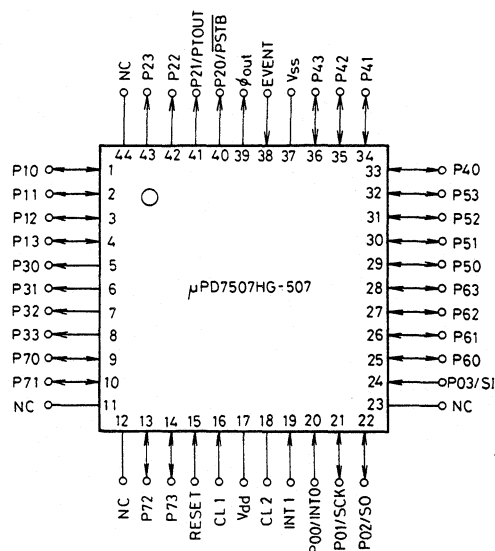 NC
P23
P22
P21/PTOUT
P20/PSTB
φout
EVENT
Vss
P43
P42
P41
44 43 42 41 40 39 38 37 36 35 34
P10 1
P11 2
P12 3
P13 4
P30 5
P31 6
P32 7
P33 8
P70 9
P71 10
NC 11
μPD7507HG-507
33 P40
32 P53
31 P52
30 P51
29 P50
28 P63
27 P62
26 P61
25 P60
24 P03/SI
23 NC
12 13 14 15 16 17 18 19 20 21 22
NC
P72
P73
RESET
CL1
Vdd
CL2
INT1
P00/INT0
P01/SCK
P02/SO